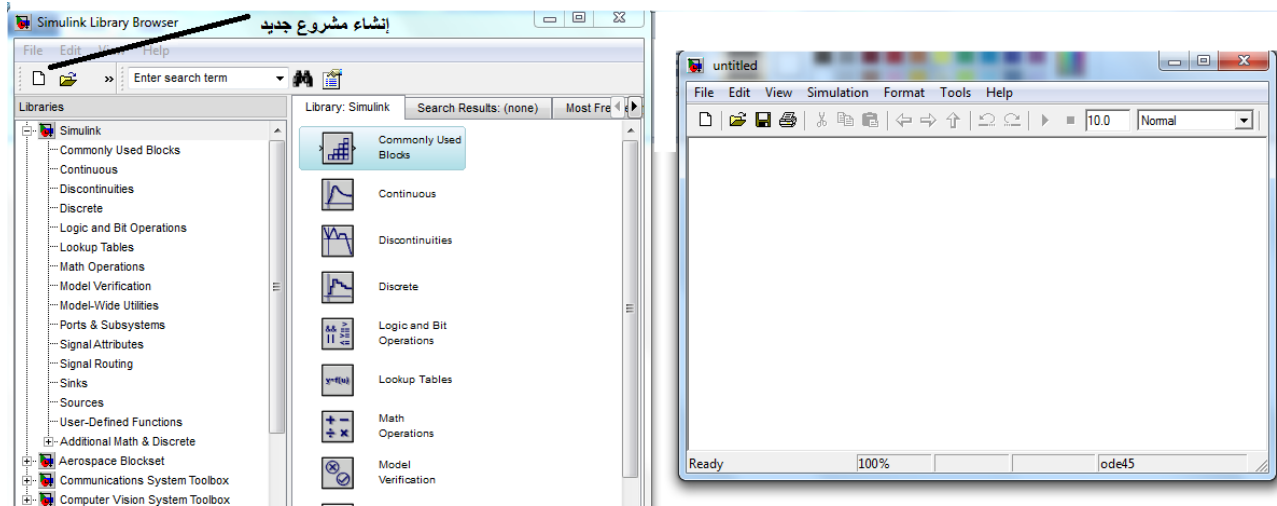 Simulink Library Browser
إنشاء مشروع جديد
File Edit View Help
» Enter search term
Libraries
Simulink
Commonly Used Blocks
Continuous
Discontinuities
Discrete
Logic and Bit Operations
Lookup Tables
Math Operations
Model Verification
Model-Wide Utilities
Ports & Subsystems
Signal Attributes
Signal Routing
Sinks
Sources
User-Defined Functions
Additional Math & Discrete
Aerospace Blockset
Communications System Toolbox
Computer Vision System Toolbox
Library: Simulink Search Results: (none) Most Fre
Commonly Used
Blocks
Continuous
Discontinuities
Discrete
Logic and Bit
Operations
y=f(u)
Lookup Tables
Math
Operations
Model
Verification
untitled
File Edit View Simulation Format Tools Help
10.0 Normal
Ready 100% ode45